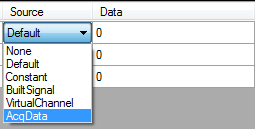 Source Data
Default 0
None
Default 0
Constant
BuiltSignal 0
VirtualChannel
AcqData